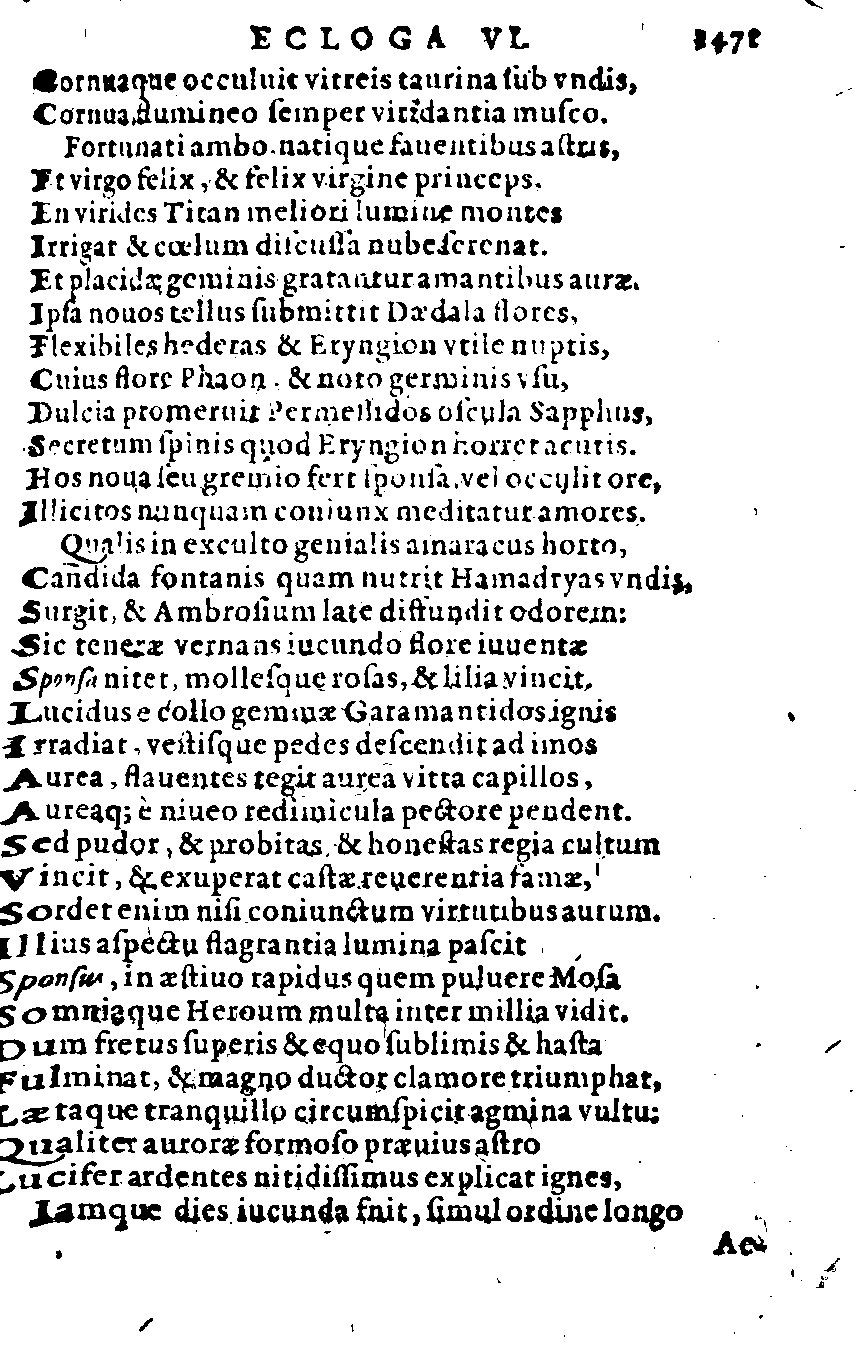 ECLOGA VI. 1471
Cornuaque occuluit vitreis taurina ſub vndis,
Cornua flumineo ſemper viridantia muſco.
Fortunati ambo. natique fauentibus aſtris,
Et virgo felix, & felix virgine princeps.
En virides Titan meliori lumine montes
Irrigat & cœlum diſcuſſa nube ſerenat.
Et placidæ geminis gratantur amantibus auræ.
Ipſa nouos tellus ſubmittit Dædala flores,
Flexibiles hederas & Eryngion vtile nuptis,
Cuius flore Phaon, & noto germinis vſu,
Dulcia promeruit Permeſſidos oſcula Sapphus,
Secretum ſpinis quod Eryngion horret acutis.
Hos noua ſeu gremio fert ſponſa, vel occulit ore,
Illicitos nunquam coniunx meditatur amores.
Qualis in exculto genialis amaracus horto,
Candida fontanis quam nutrit Hamadryas vndis,
Surgit, & Ambroſium late diffundit odorem:
Sic teneræ vernans iucundo flore iuuentæ
Sponſa nitet, molleſque roſas, & lilia vincit.
Lucidus e collo gemmæ Garamantidos ignis
Irradiat, veſtiſque pedes deſcendit ad imos
Aurea, flauentes tegit aurea vitta capillos,
Aureaq; è niueo redimicula pectore pendent.
Sed pudor, & probitas, & honeſtas regia cultum
Vincit, & exuperat caſtæ reuerentia famæ,
Sordet enim niſi coniunctum virtutibus aurum.
Illius aſpectu flagrantia lumina paſcit
Sponſus, in æſtiuo rapidus quem puluere Moſa
Somniaque Heroum multa inter millia vidit.
Dum fretus ſuperis & equo ſublimis & haſta
Fulminat, & magno ductor clamore triumphat,
Lætaque tranquillo circumſpicit agmina vultu:
Qualiter auroræ formoſo præuius aſtro
Lucifer ardentes nitidiſſimus explicat ignes,
Iamque dies iucunda fuit, ſimul ordine longo